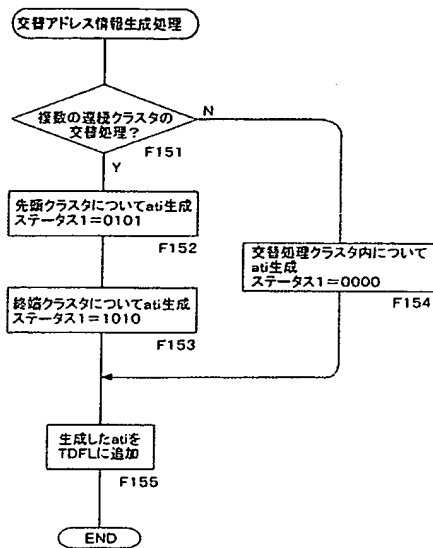 交替アドレス情報生成処理
複数の連続クラスタの
交替処理？
N
F151
Y
先頭クラスタについてati生成
ステータス1=0101
F152
交替処理クラスタ内について
ati生成
ステータス1=0000
F154
終端クラスタについてati生成
ステータス1=1010
F153
生成したatiを
TDFLに追加
F155
END